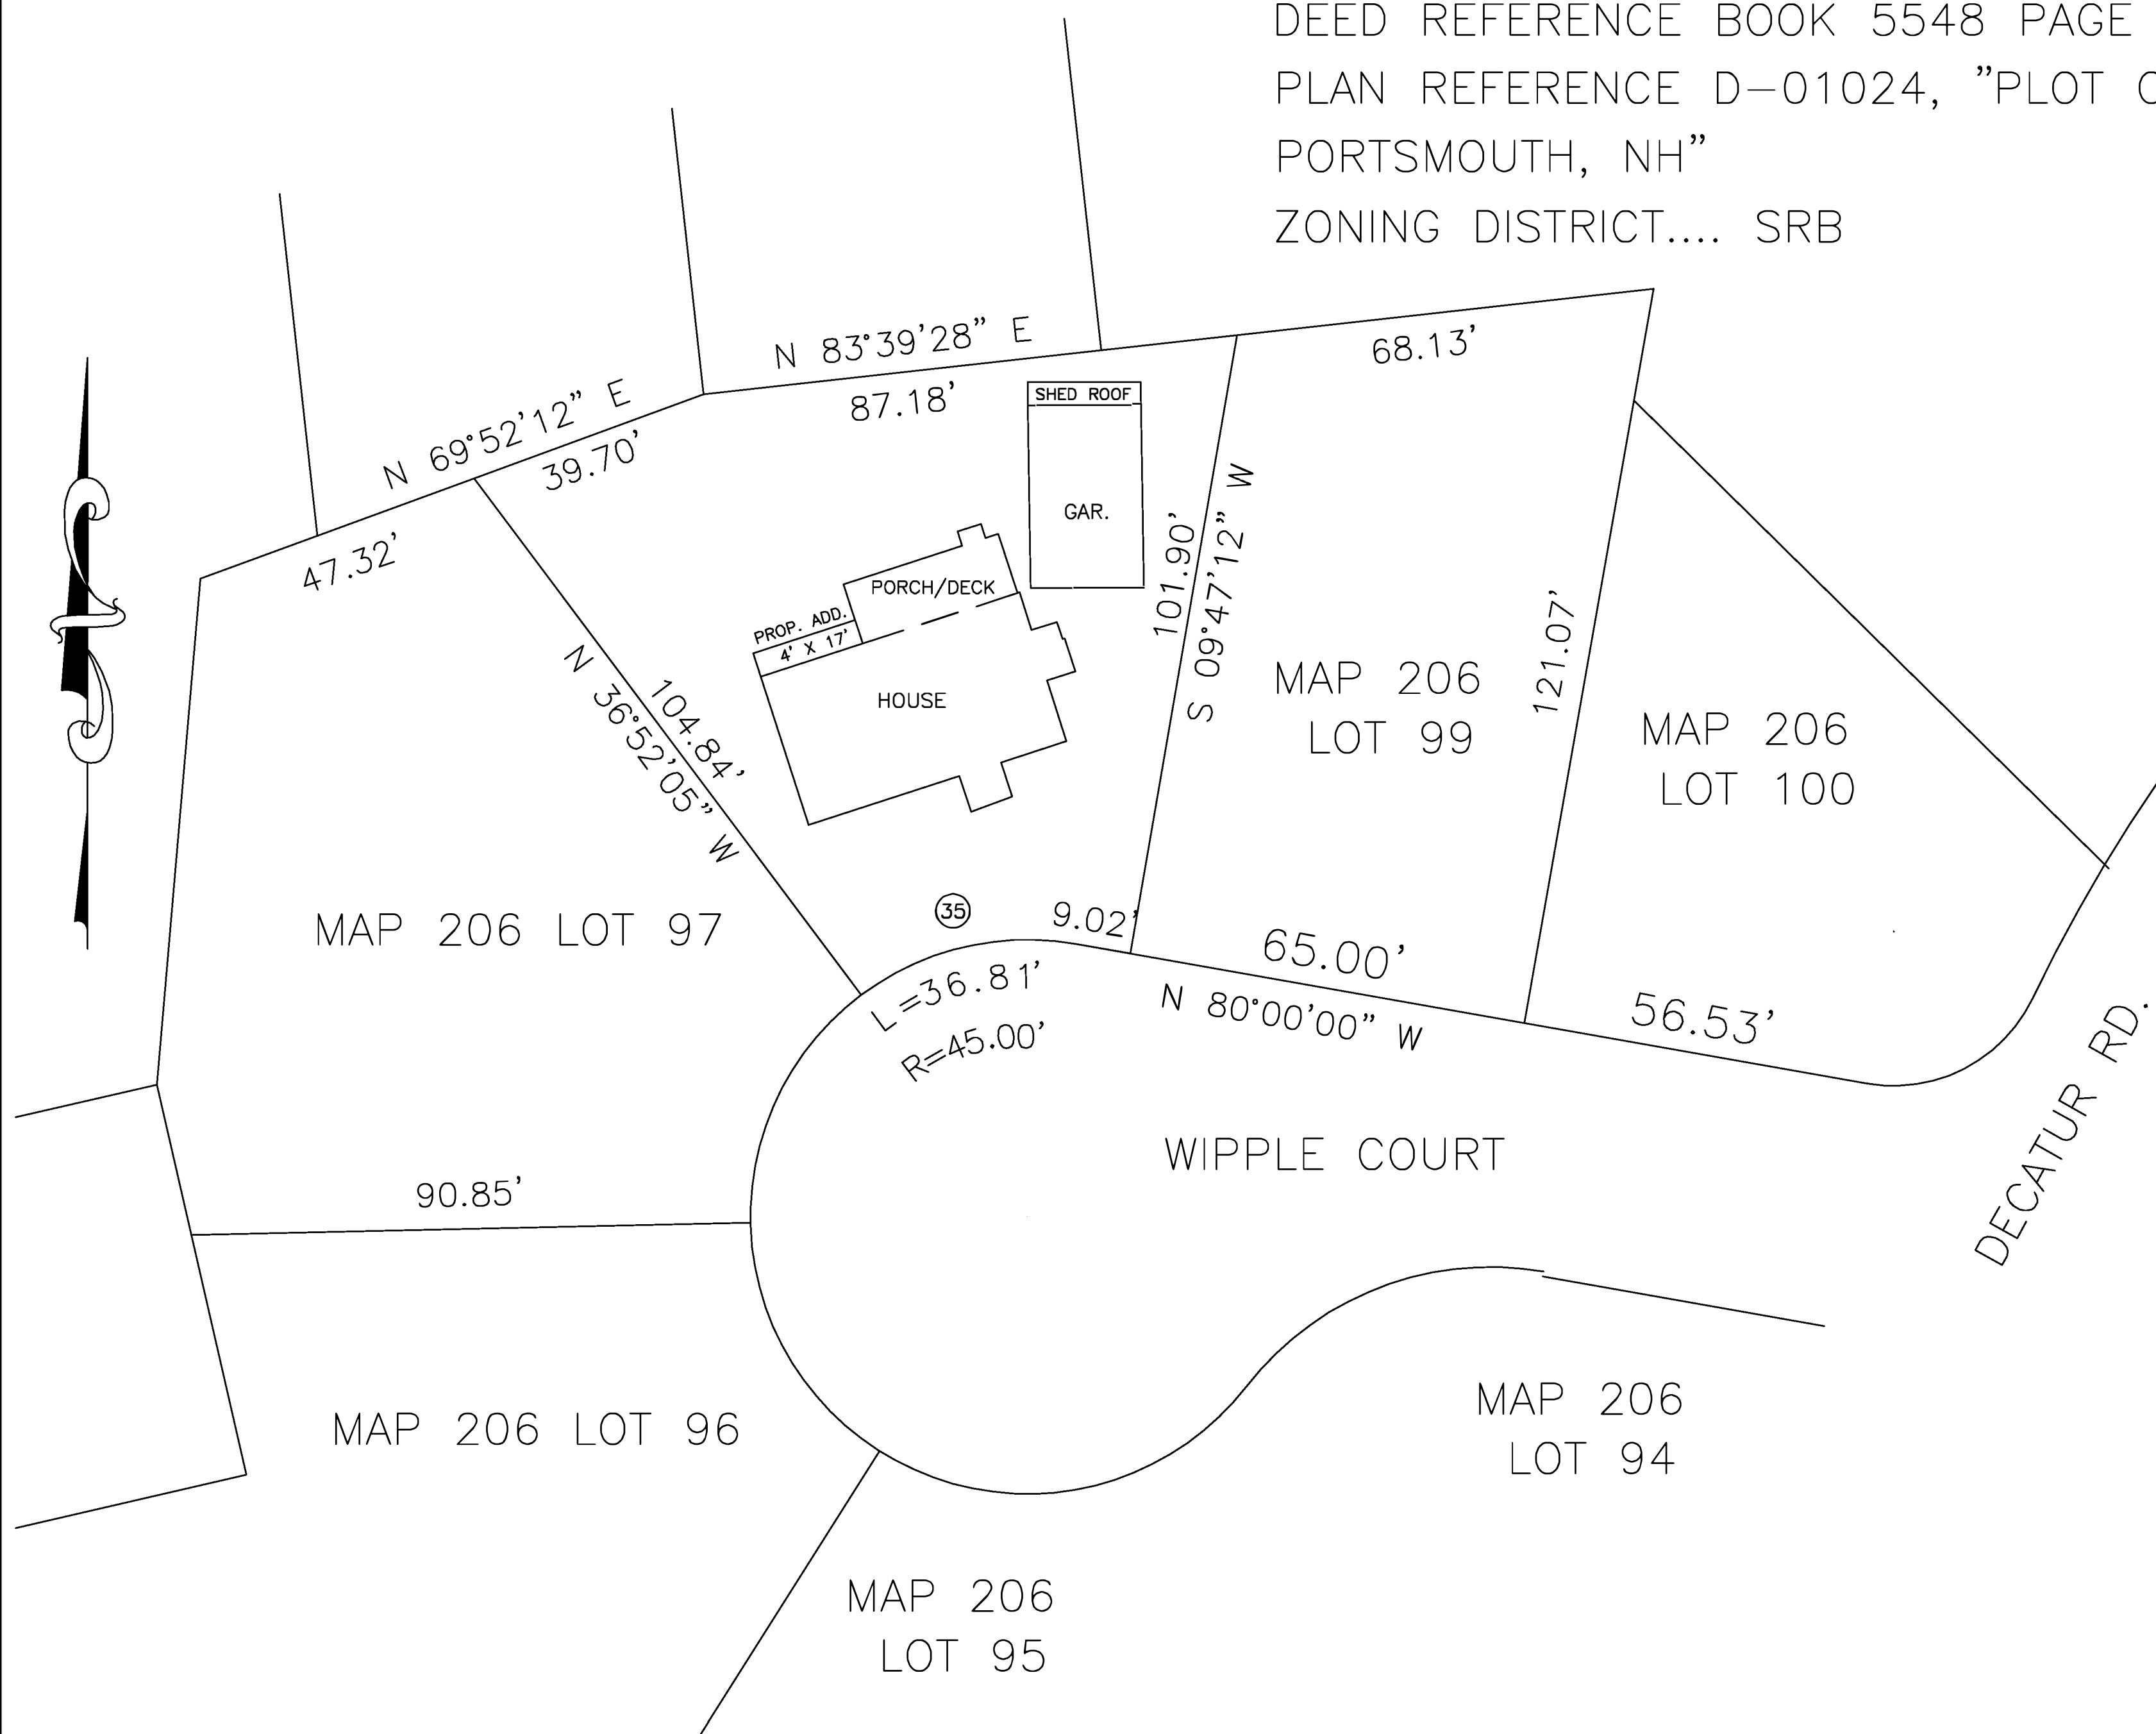 DEED REFERENCE BOOK 5548 PAGE
PLAN REFERENCE D-01024, "PLOT
PORTSMOUTH, NH"
ZONING DISTRICT.... SRB
N 83°39'28" E
68.13'
87.18'
SHED ROOF
N 69°52'12" E
39.70'
47.32'
GAR.
PORCH/DECK
PROP. ADD.
4' X 17'
HOUSE
N 36°52'05" W
104.84'
101.90'
S 09°47'12" W
121.07'
MAP 206
LOT 99
MAP 206
LOT 100
MAP 206 LOT 97
35
9.02'
65.00'
L=36.81'
R=45.00'
N 80°00'00" W
56.53'
DECATUR RD.
WIPPLE COURT
90.85'
MAP 206 LOT 96
MAP 206
LOT 94
MAP 206
LOT 95